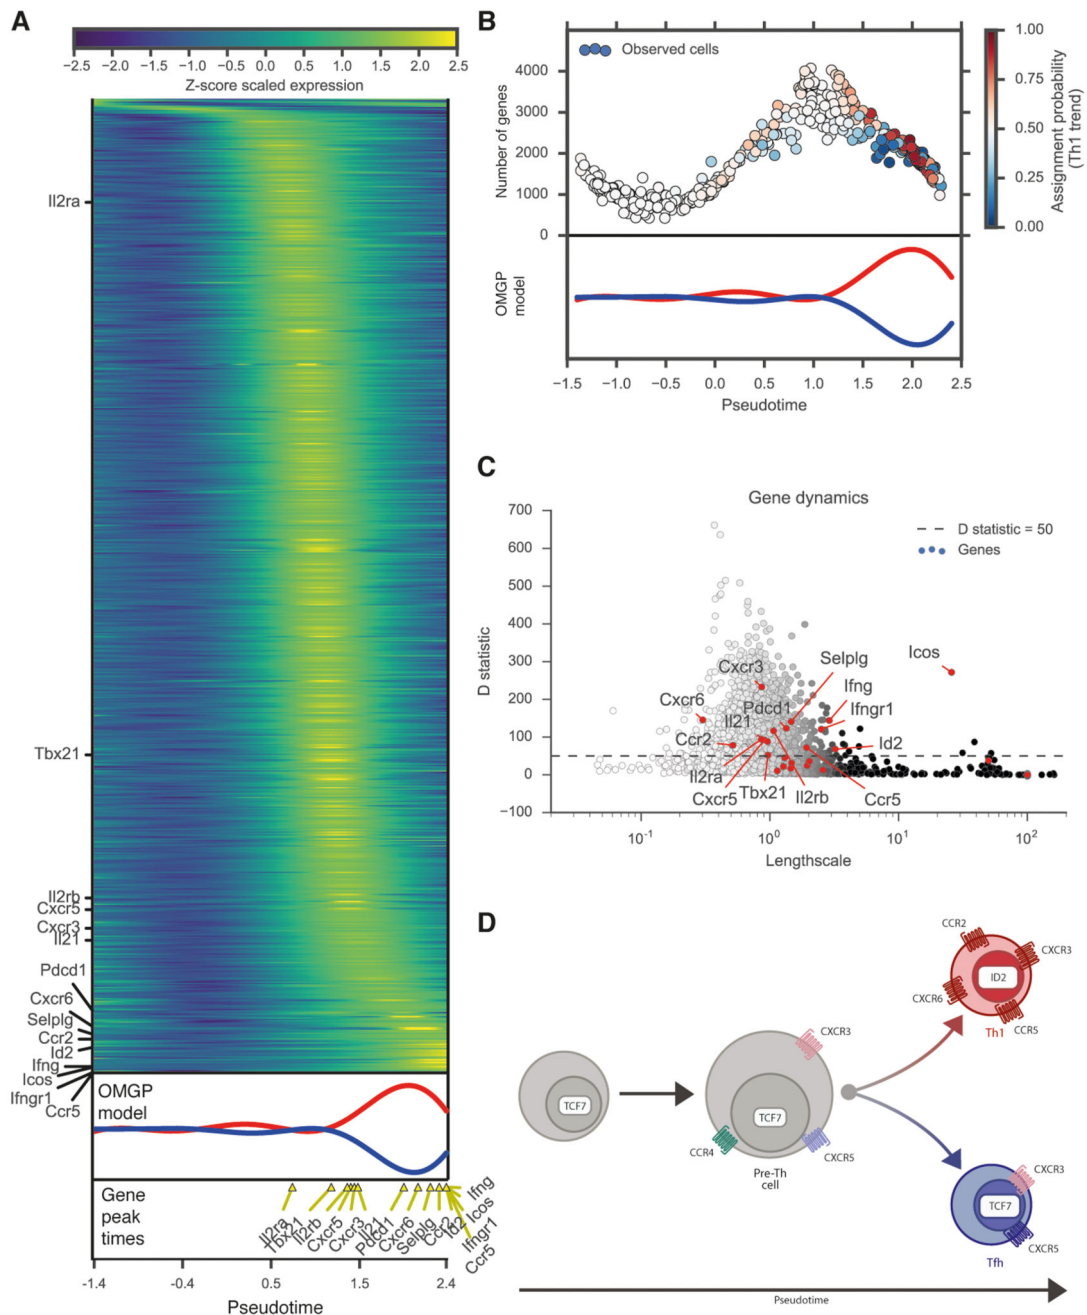 A
−2.5 −2.0 −1.5 −1.0 −0.5 0.0 0.5 1.0 1.5 2.0 2.5
Z-score scaled expression
Il2ra
Tbx21
Il2rb
Cxcr5
Cxcr3
Il21
Pdcd1
Cxcr6
Selplg
Ccr2
Id2
Ifng
Icos
Ifngr1
Ccr5
OMGP
model
Gene
peak
times
Il2ra
Tbx21
Il2rb
Cxcr5
Cxcr3
Il21
Pdcd1
Cxcr6
Selplg
Ccr2
Id2
Icos
Ifng
Ifngr1
Ccr5
-1.4 -0.4 0.5 1.5 2.4
Pseudotime
B
Observed cells
Number of genes
4000
3000
2000
1000
0
OMGP
model
−1.5 −1.0 −0.5 0.0 0.5 1.0 1.5 2.0 2.5
Pseudotime
1.00
0.75
0.50
0.25
0.00
Assignment probability
(Th1 trend)
C
Gene dynamics
D statistic = 50
Genes
D statistic
700
600
500
400
300
200
100
0
−100
Cxcr3
Selplg
Icos
Cxcr6
Pdcd1
Ifng
Il21
Ifngr1
Ccr2
Id2
Il2ra
Cxcr5
Tbx21
Il2rb
Ccr5
10-1 100 101 102
Lengthscale
D
TCF7
CXCR3
TCF7
CCR4
CXCR5
Pre-Th
cell
CCR2
CXCR3
ID2
CXCR6
CCR5
Th1
CXCR3
TCF7
CXCR5
Tfh
Pseudotime